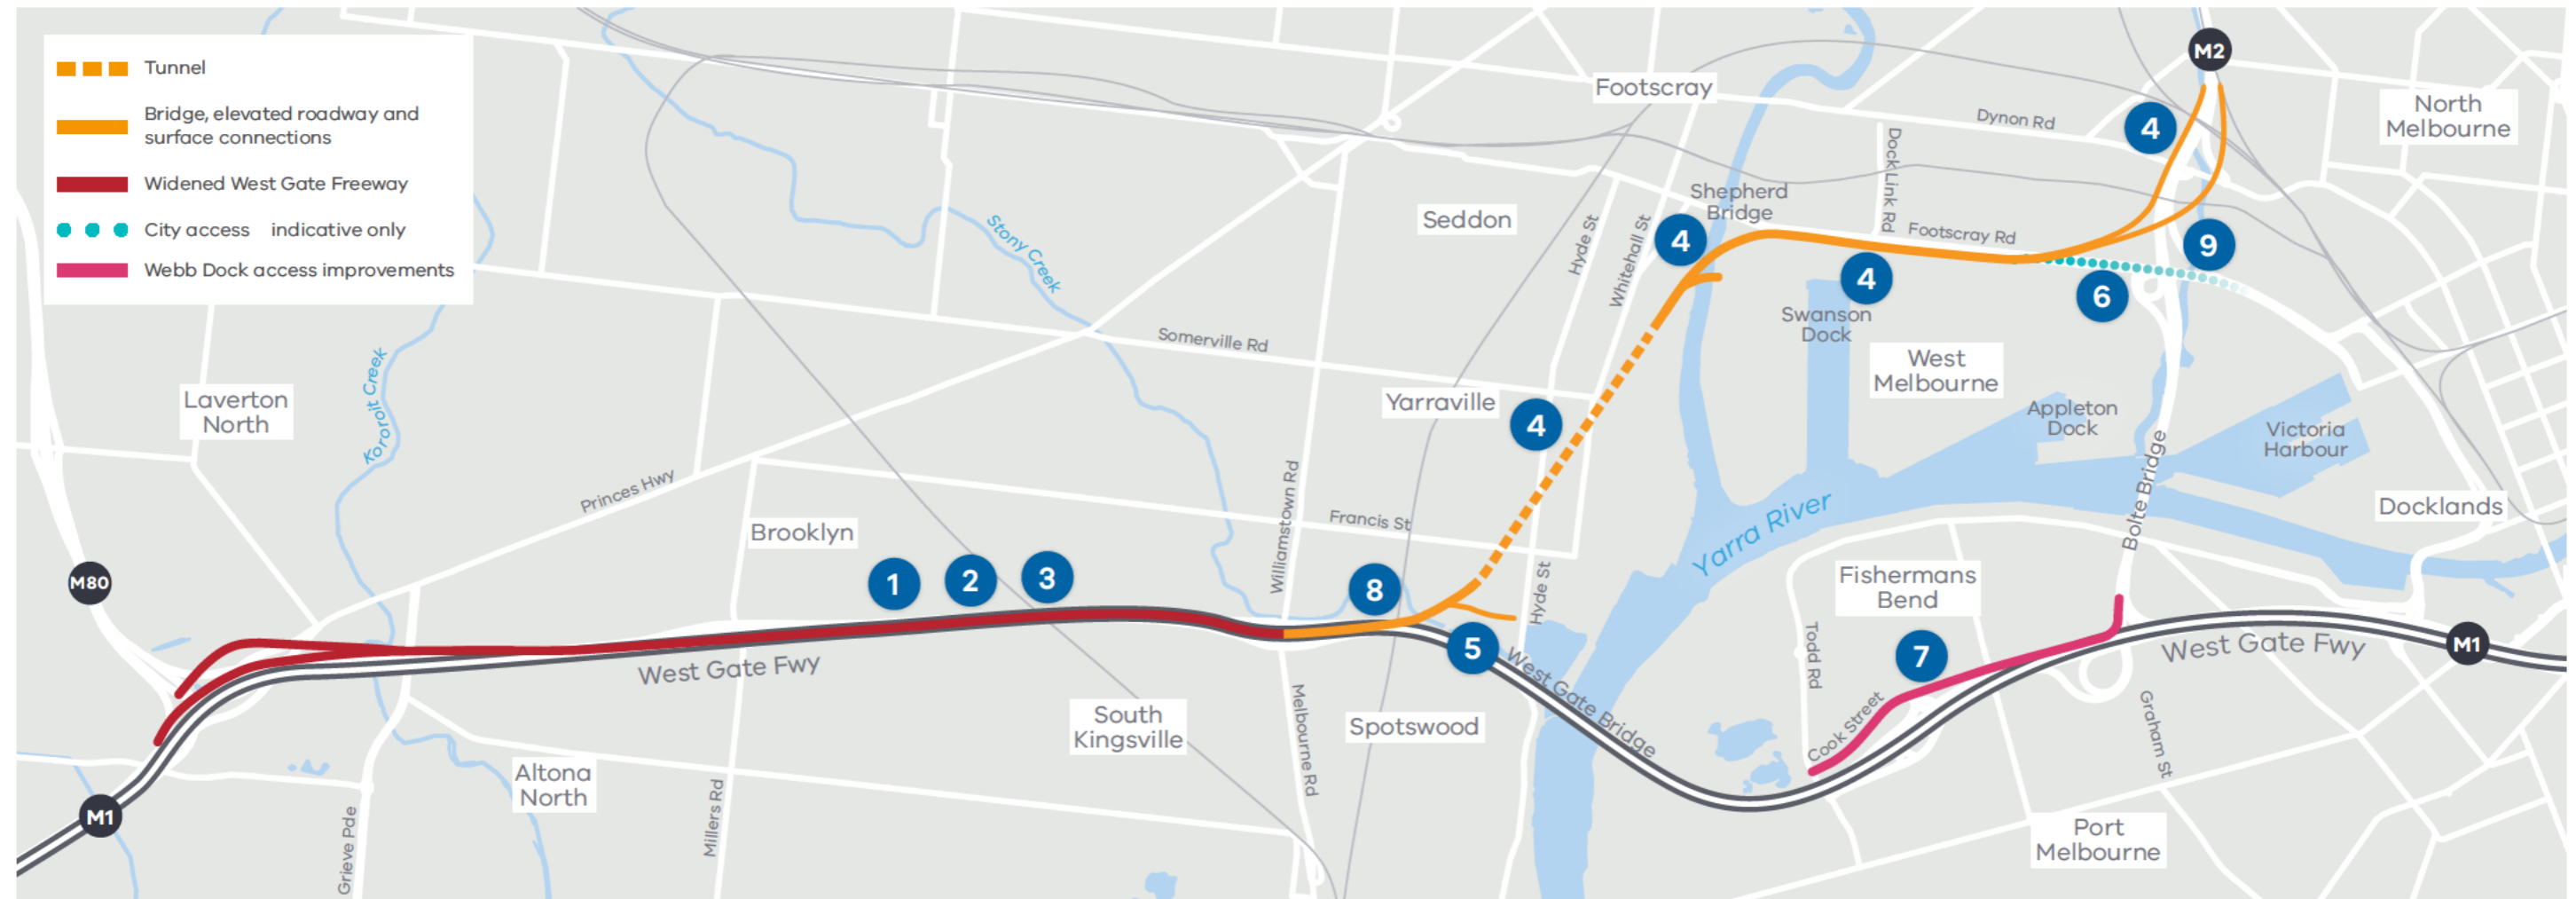 Tunnel
Bridge, elevated roadway and
surface connections
Widened West Gate Freeway
City access indicative only
Webb Dock access improvements
M2
Footscray
North
Melbourne
Dynon Rd
4
Dock Link Rd
Shepherd
Bridge
Seddon
Hyde St
Whitehall St
4
Footscray Rd
9
Stony Creek
4
6
Swanson
Dock
Somerville Rd
West
Melbourne
Kororoit Creek
Laverton
North
Yarraville
4
Appleton
Dock
Victoria
Harbour
Princes Hwy
Williamstown Rd
Francis St
Yarra River
Bolte Bridge
Docklands
Brooklyn
M80
1
2
3
8
Hyde St
Fishermans
Bend
West Gate Fwy
5
West Gate Bridge
Todd Rd
7
West Gate Fwy
M1
South
Kingsville
Melbourne Rd
Spotswood
Cook Street
Graham St
Altona
North
M1
Grieve Pde
Millers Rd
Port
Melbourne